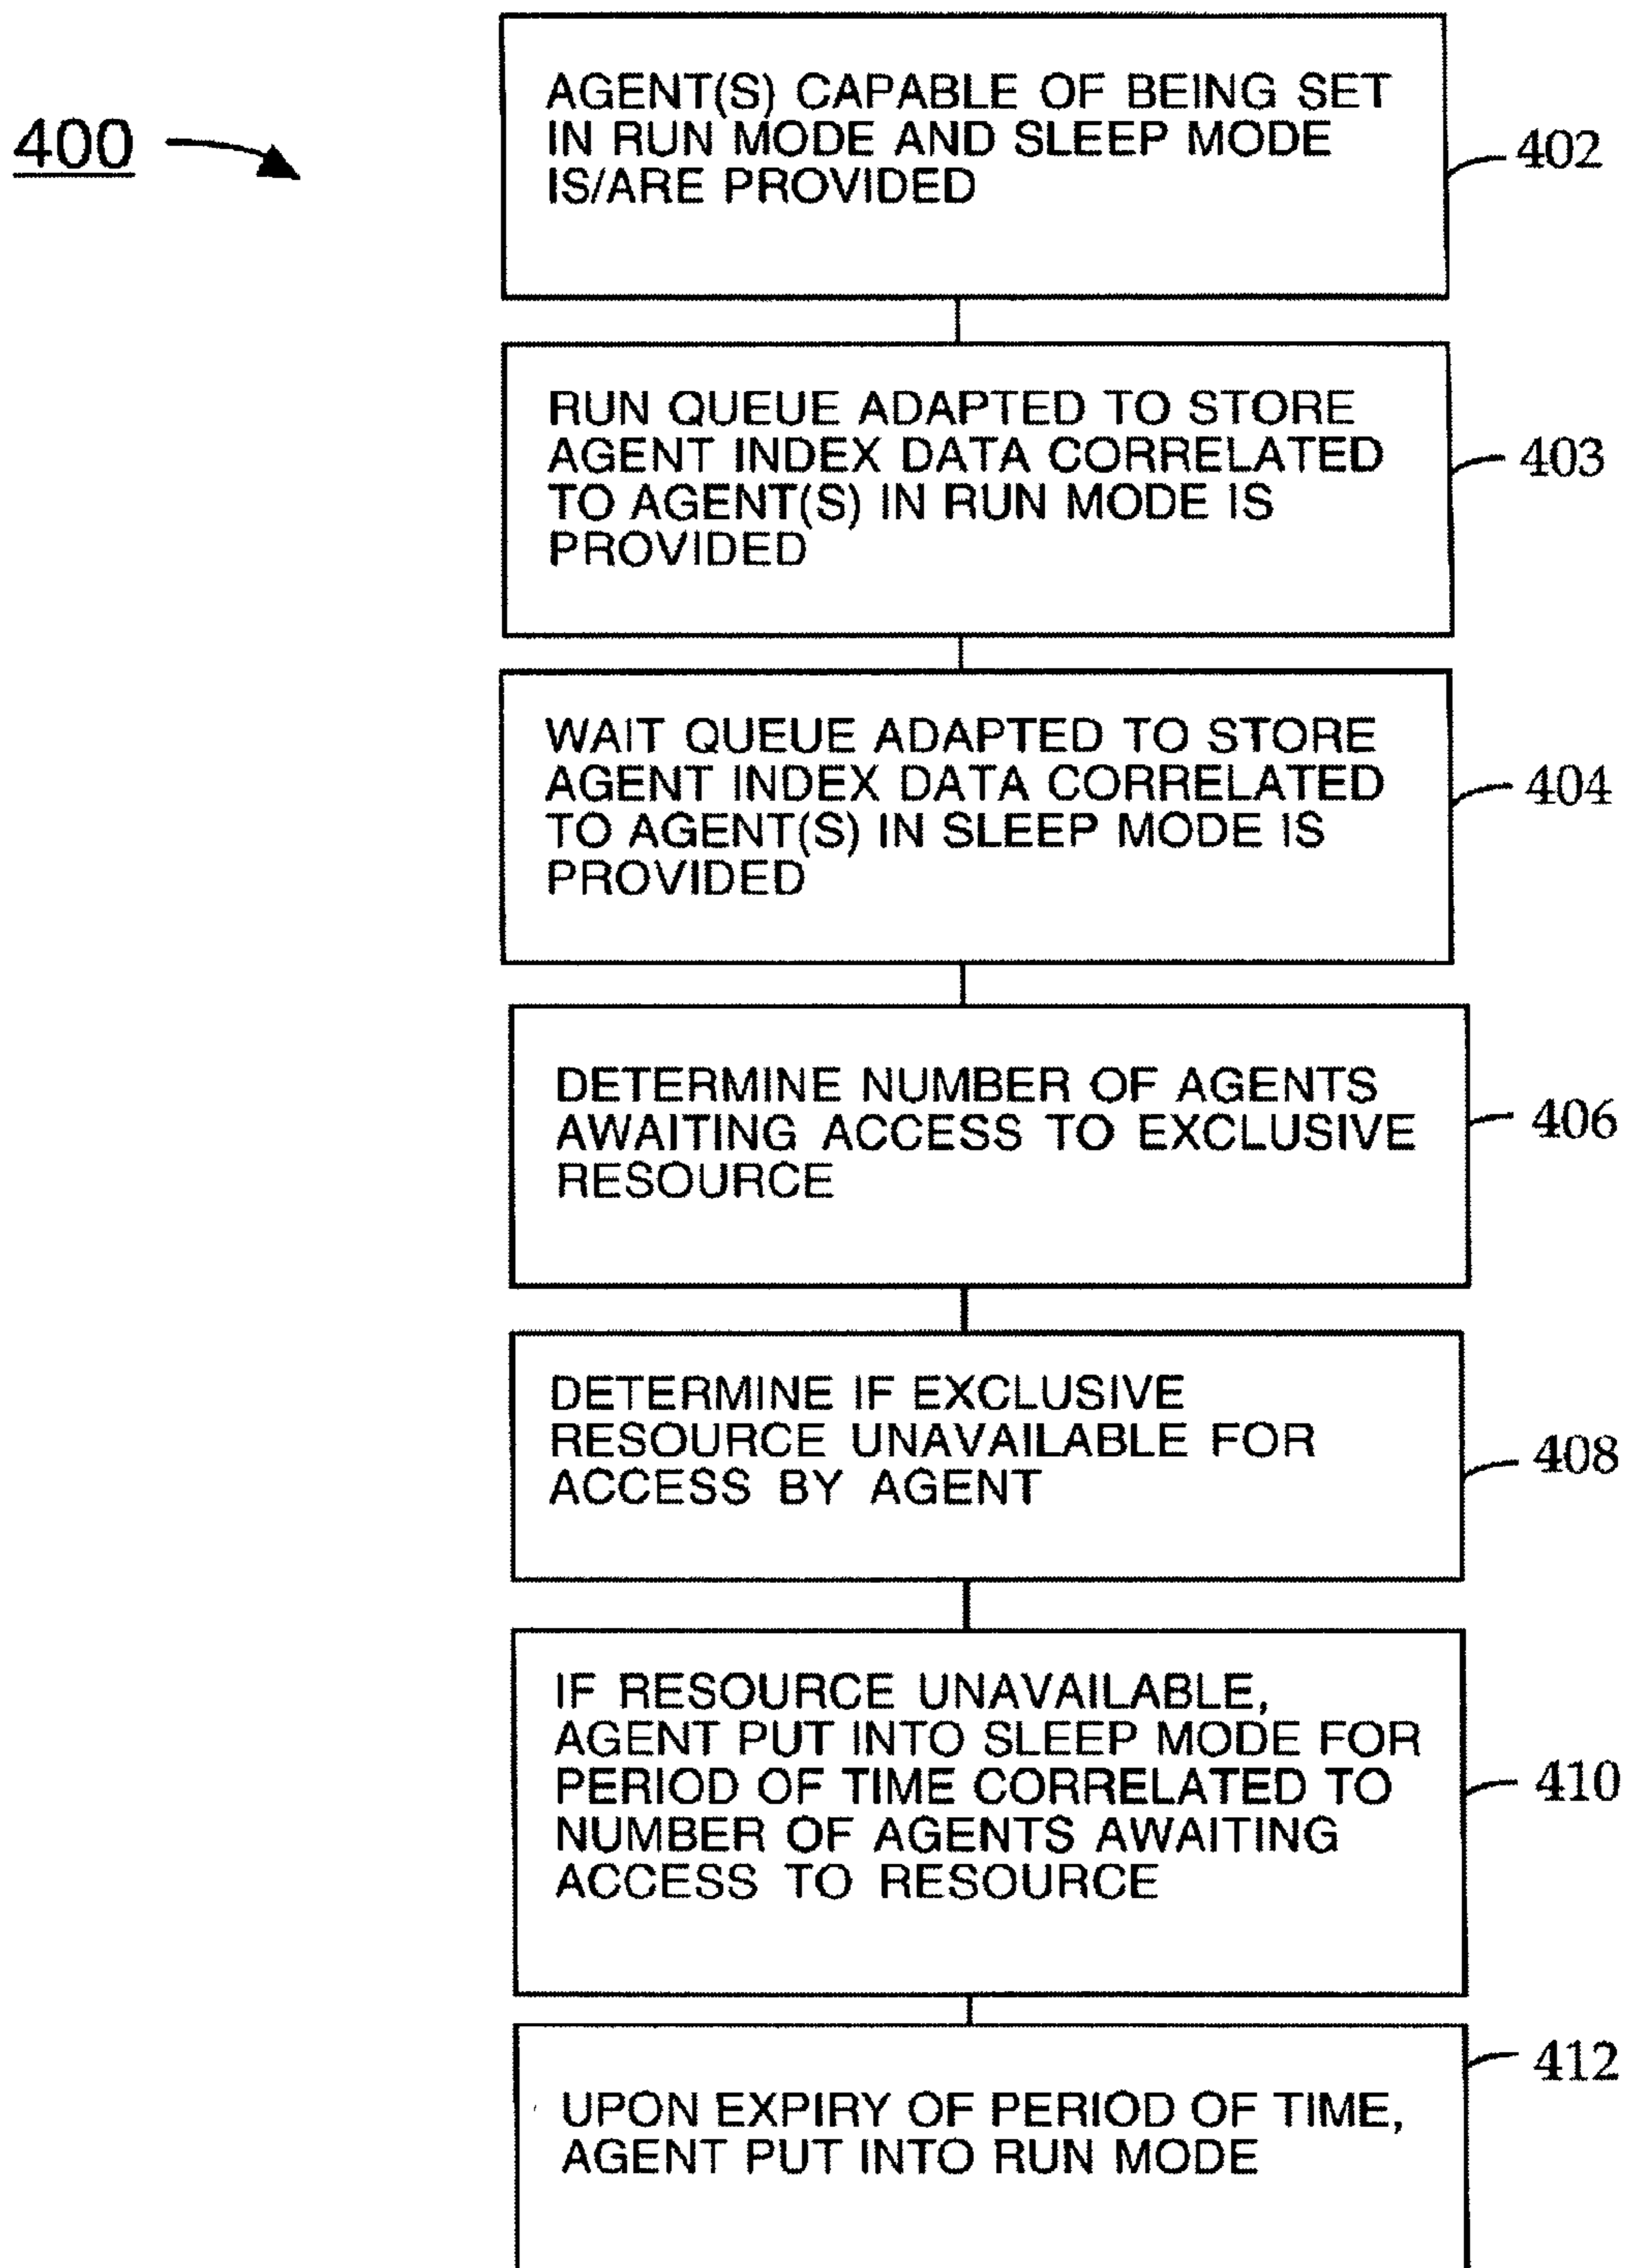 400
AGENT(S) CAPABLE OF BEING SET
IN RUN MODE AND SLEEP MODE
IS/ARE PROVIDED
402
RUN QUEUE ADAPTED TO STORE
AGENT INDEX DATA CORRELATED
TO AGENT(S) IN RUN MODE IS
PROVIDED
403
WAIT QUEUE ADAPTED TO STORE
AGENT INDEX DATA CORRELATED
TO AGENT(S) IN SLEEP MODE IS
PROVIDED
404
DETERMINE NUMBER OF AGENTS
AWAITING ACCESS TO EXCLUSIVE
RESOURCE
406
DETERMINE IF EXCLUSIVE
RESOURCE UNAVAILABLE FOR
ACCESS BY AGENT
408
IF RESOURCE UNAVAILABLE,
AGENT PUT INTO SLEEP MODE FOR
PERIOD OF TIME CORRELATED TO
NUMBER OF AGENTS AWAITING
ACCESS TO RESOURCE
410
UPON EXPIRY OF PERIOD OF TIME,
AGENT PUT INTO RUN MODE
412